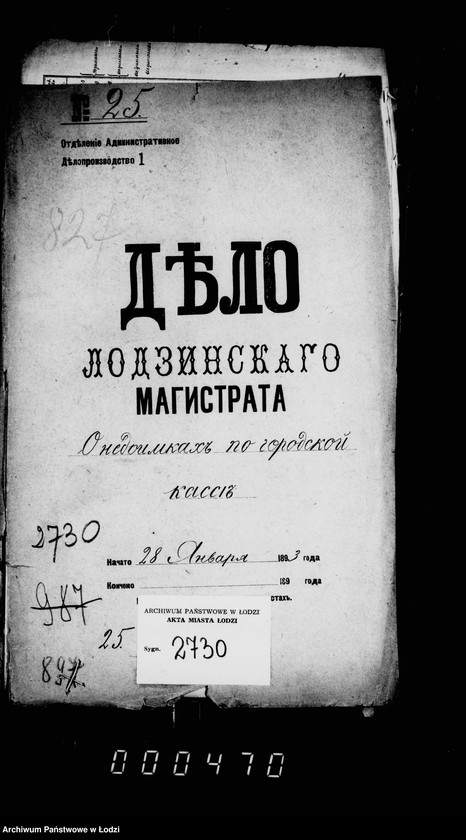 № 25.
Отдѣленіе Административное
Дѣлопроизводство 1
827
ДѢЛО
ЛОДЗИНСКАГО
МАГИСТРАТА
О недоимкахъ по городской
кассѣ
2730
Начато 28 Января 1893 года
Кончено 189 года
987
стахъ.
ARCHIWUM PAŃSTWOWE W ŁODZI
AKTA MIASTA ŁODZI
Sygn. 2730
25.
000470
Archiwum Państwowe w Łodzi